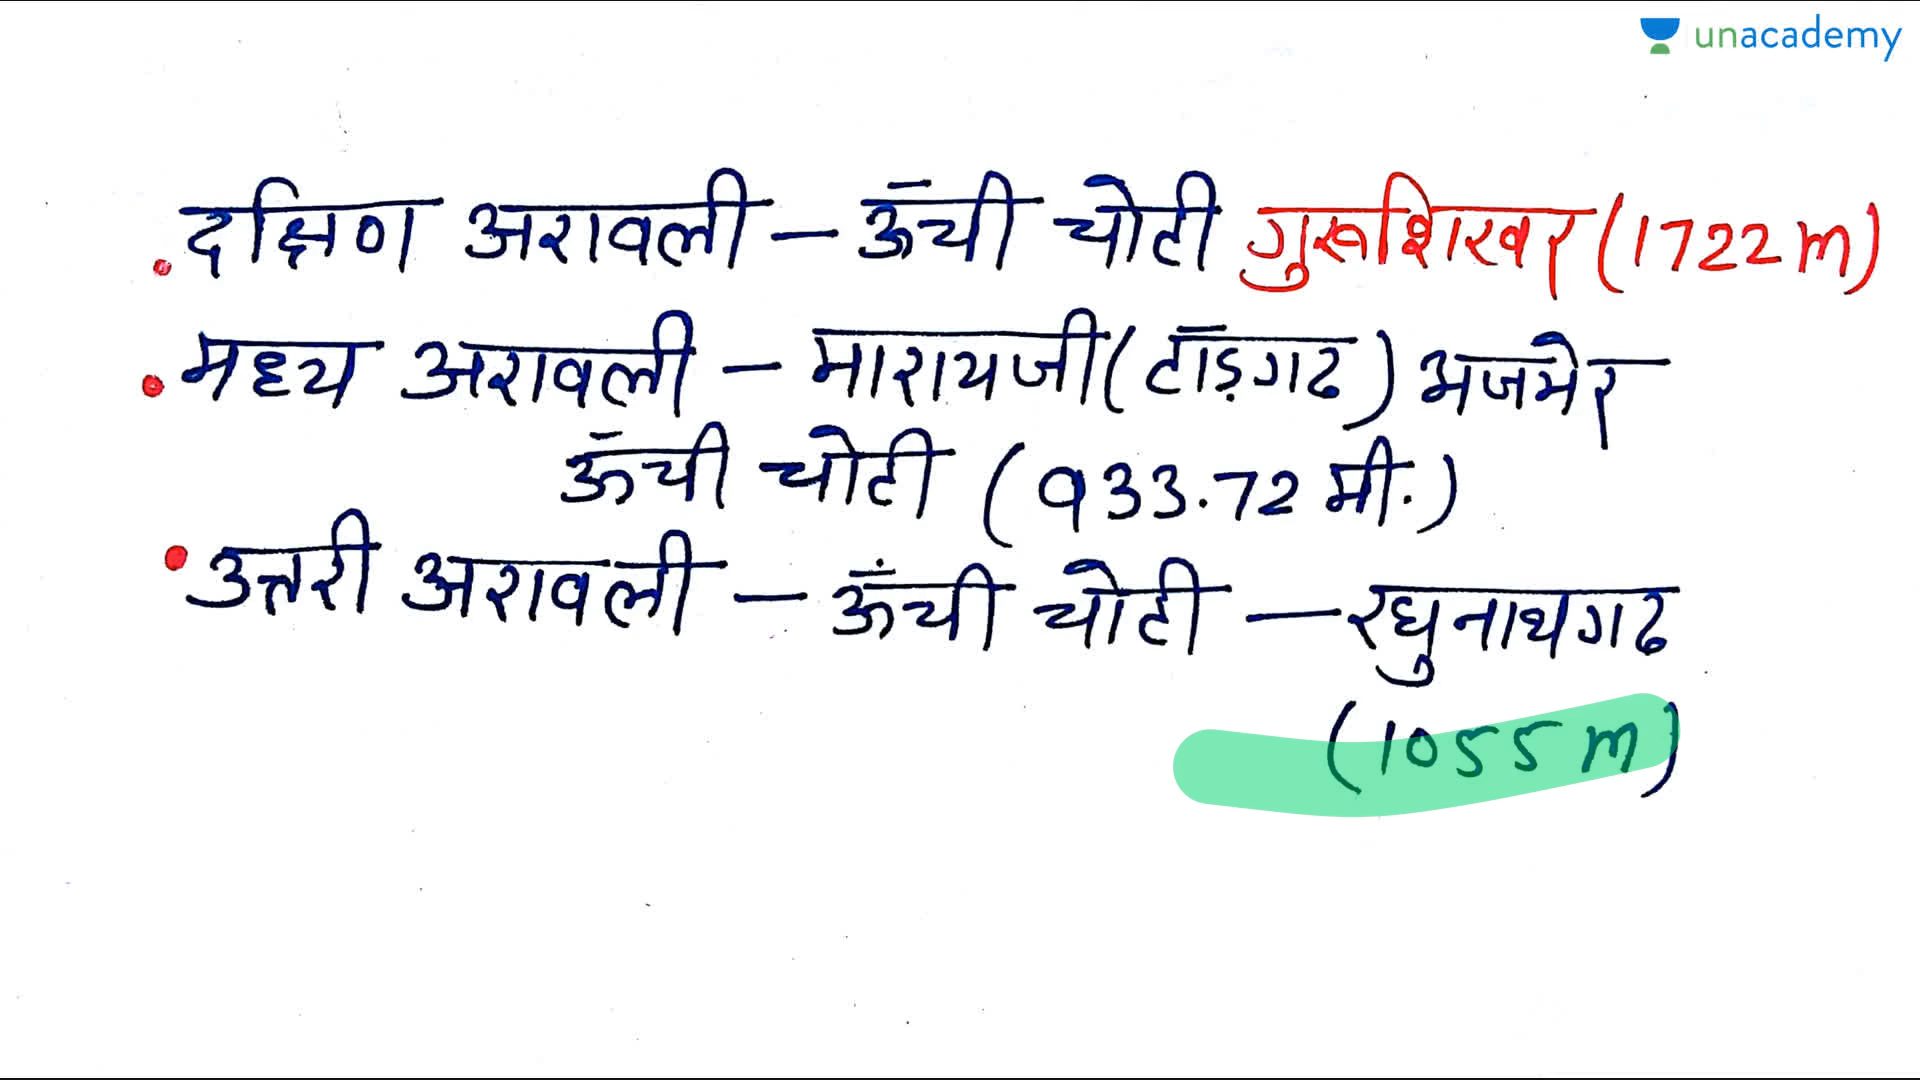 unacademy
दक्षिण अरावली – ऊँची चोटी गुरूशिखर (1722 m)
मध्य अरावली – मारायजी (टॉडगढ) अजमेर
ऊँची चोटी (933.72 मी.)
उत्तरी अरावली – ऊँची चोटी – रघुनाथगढ
(1055 m)